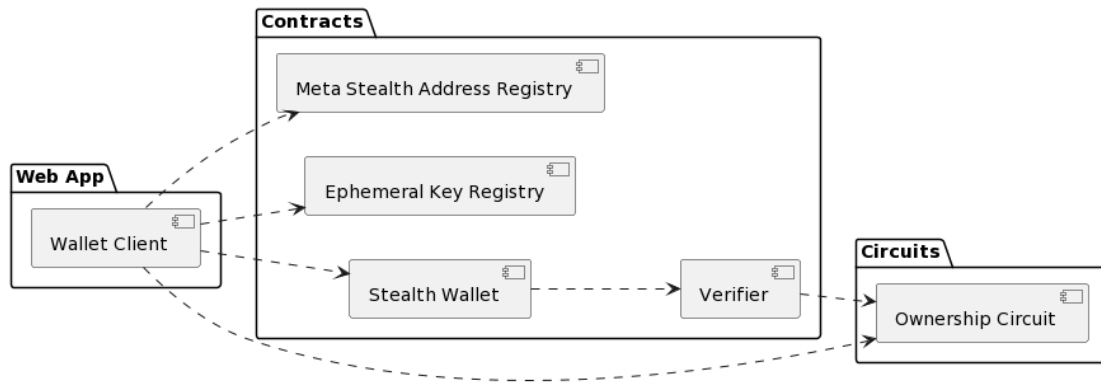 Contracts
Meta Stealth Address Registry
Ephemeral Key Registry
Web App
Wallet Client
Stealth Wallet
Verifier
Circuits
Ownership Circuit